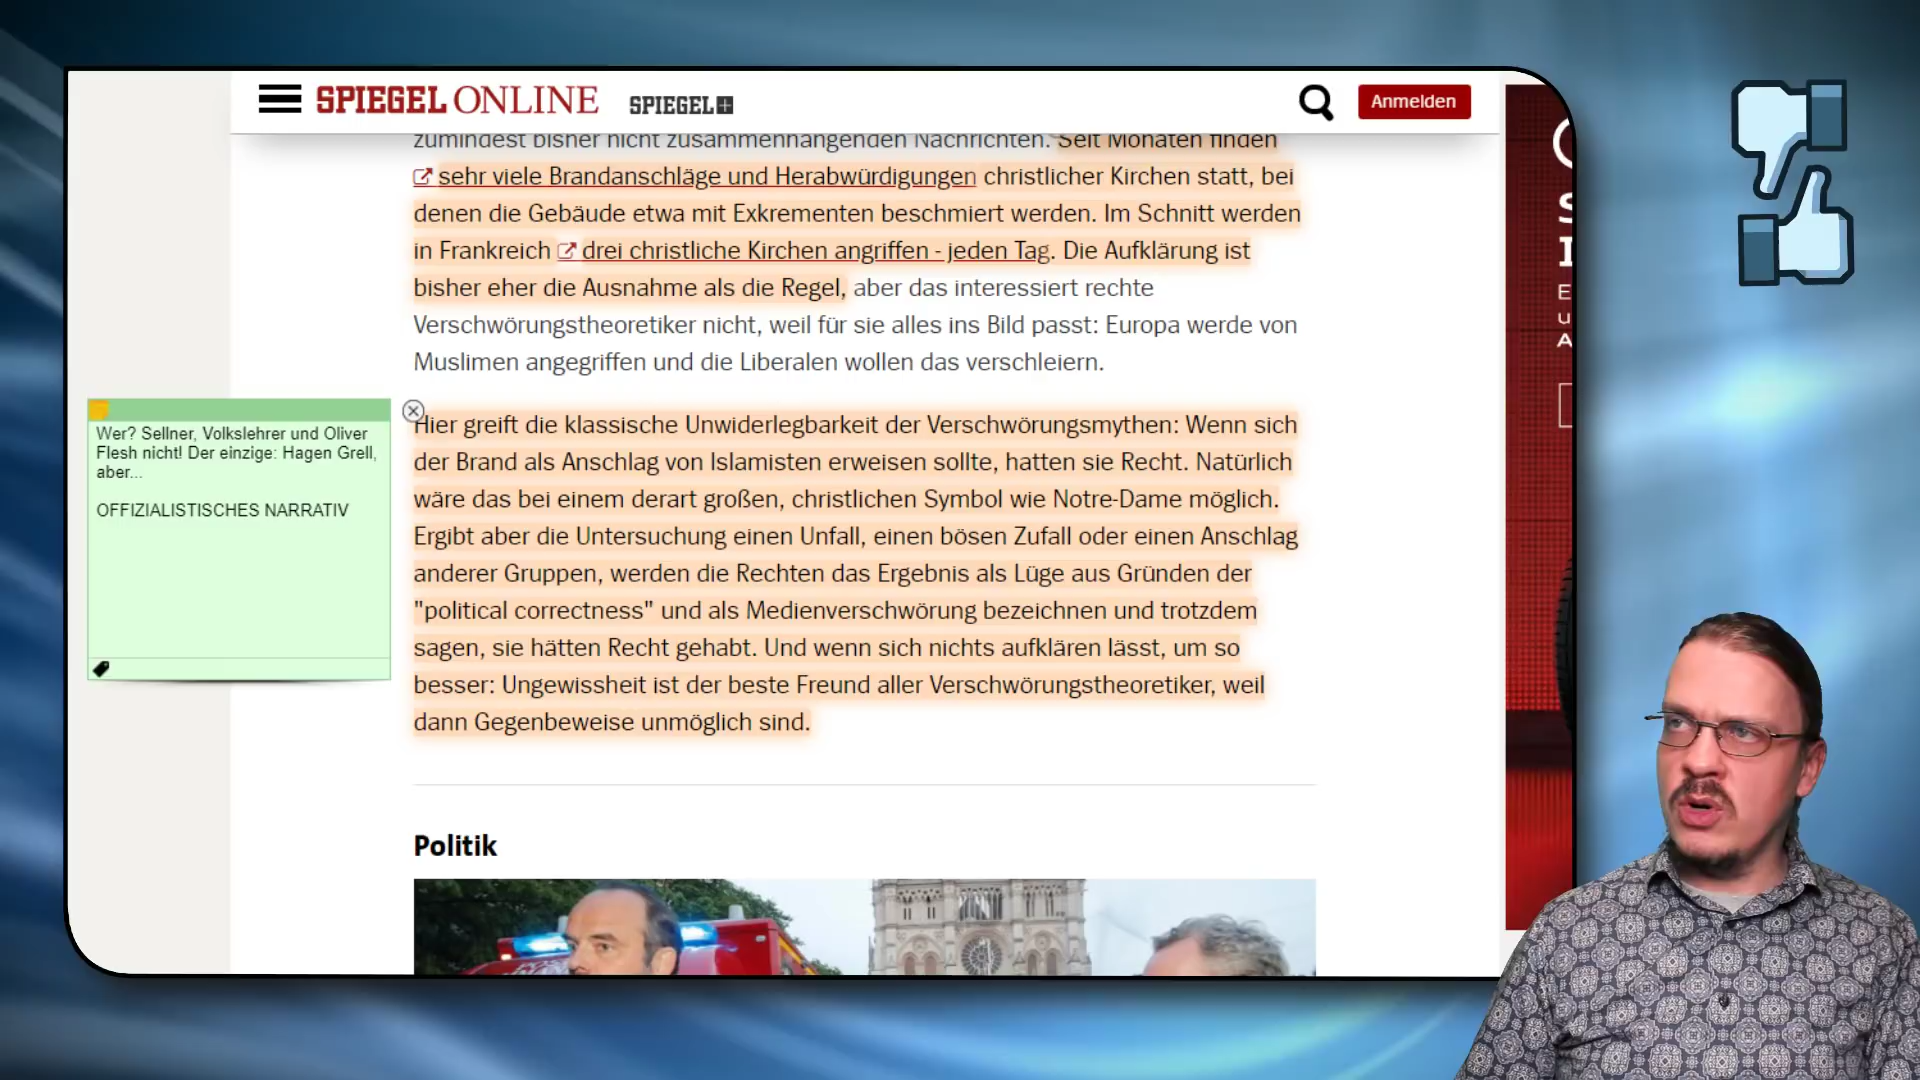 SPIEGEL ONLINE SPIEGEL+
Anmelden
zumindest bisher nicht zusammenhängenden Nachrichten. Seit Monaten finden
sehr viele Brandanschläge und Herabwürdigungen christlicher Kirchen statt, bei
denen die Gebäude etwa mit Exkrementen beschmiert werden. Im Schnitt werden
in Frankreich drei christliche Kirchen angriffen - jeden Tag. Die Aufklärung ist
bisher eher die Ausnahme als die Regel, aber das interessiert rechte
Verschwörungstheoretiker nicht, weil für sie alles ins Bild passt: Europa werde von
Muslimen angegriffen und die Liberalen wollen das verschleiern.
Wer? Sellner, Volkslehrer und Oliver
Flesh nicht! Der einzige: Hagen Grell,
aber...
OFFIZIALISTISCHES NARRATIV
Hier greift die klassische Unwiderlegbarkeit der Verschwörungsmythen: Wenn sich
der Brand als Anschlag von Islamisten erweisen sollte, hatten sie Recht. Natürlich
wäre das bei einem derart großen, christlichen Symbol wie Notre-Dame möglich.
Ergibt aber die Untersuchung einen Unfall, einen bösen Zufall oder einen Anschlag
anderer Gruppen, werden die Rechten das Ergebnis als Lüge aus Gründen der
"political correctness" und als Medienverschwörung bezeichnen und trotzdem
sagen, sie hätten Recht gehabt. Und wenn sich nichts aufklären lässt, um so
besser: Ungewissheit ist der beste Freund aller Verschwörungstheoretiker, weil
dann Gegenbeweise unmöglich sind.
Politik